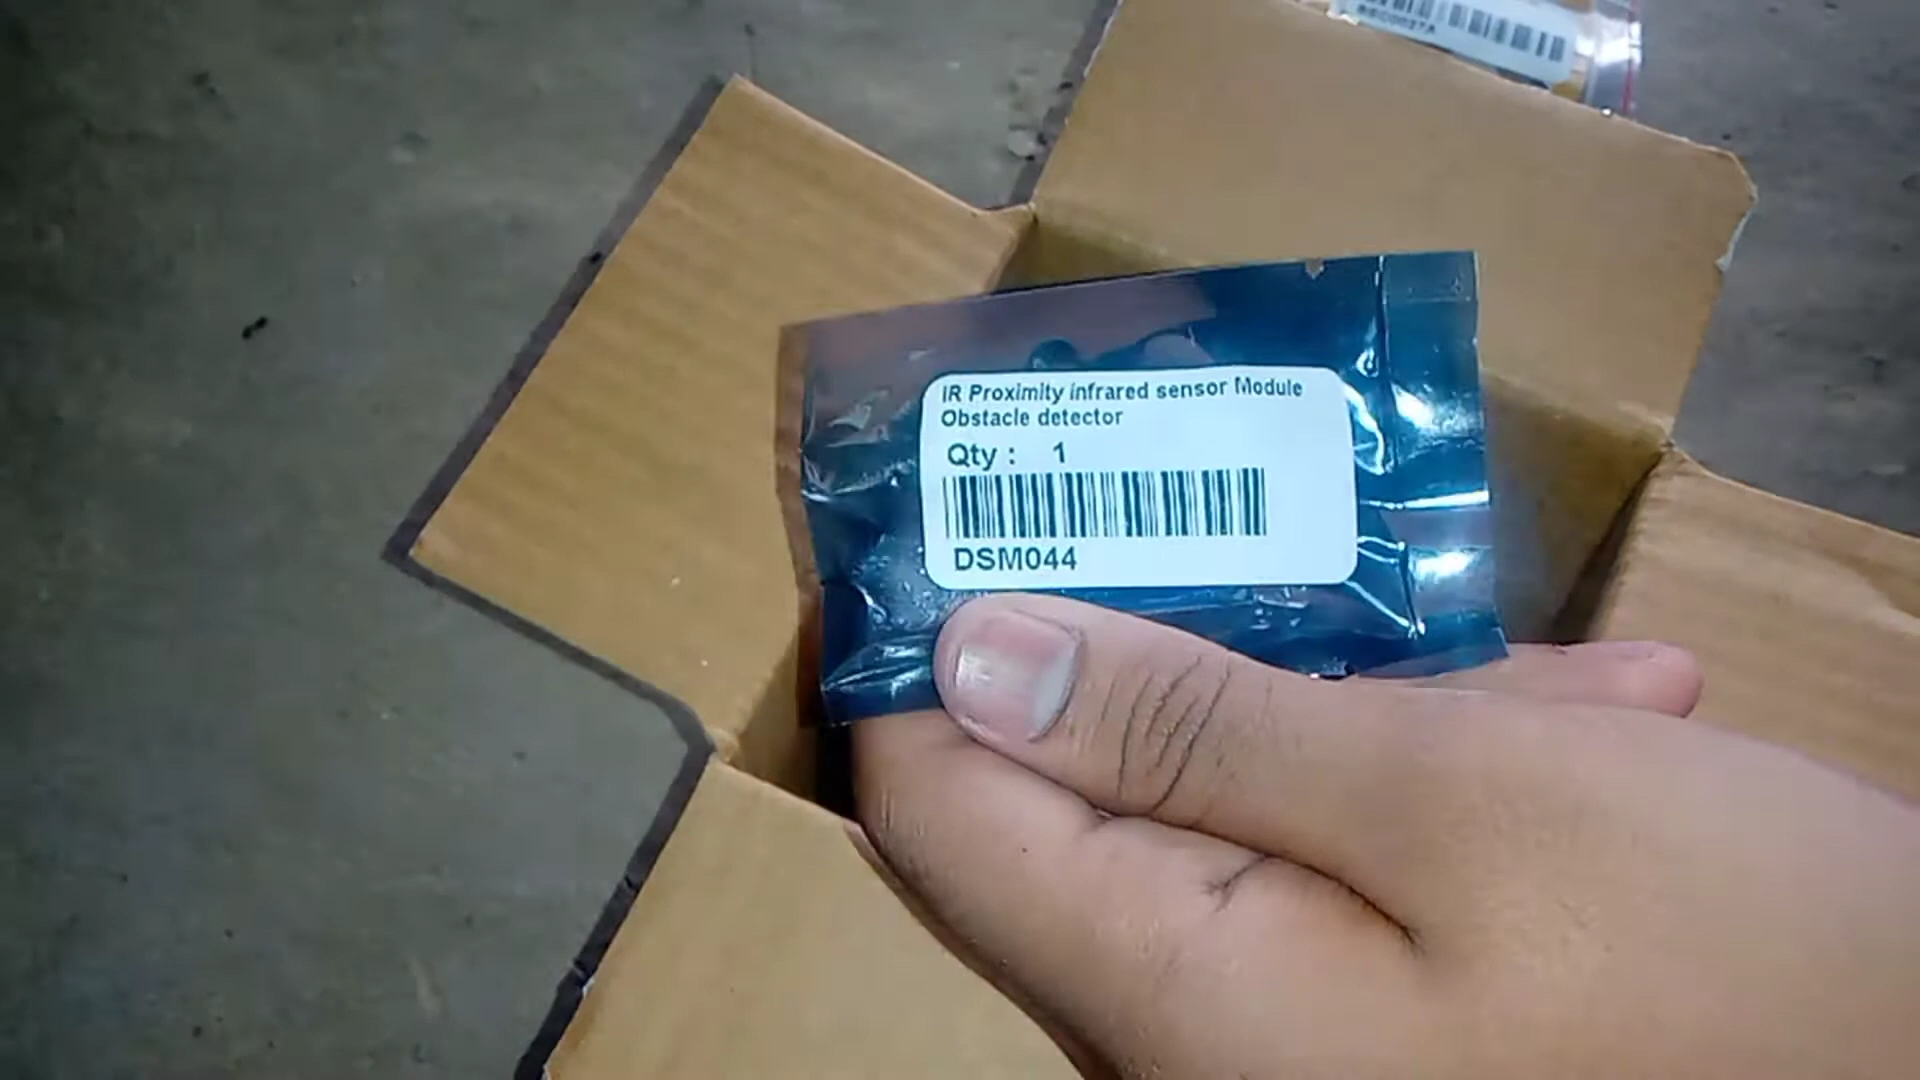 IR Proximity infrared sensor Module
Obstacle detector
Qty : 1
DSM044